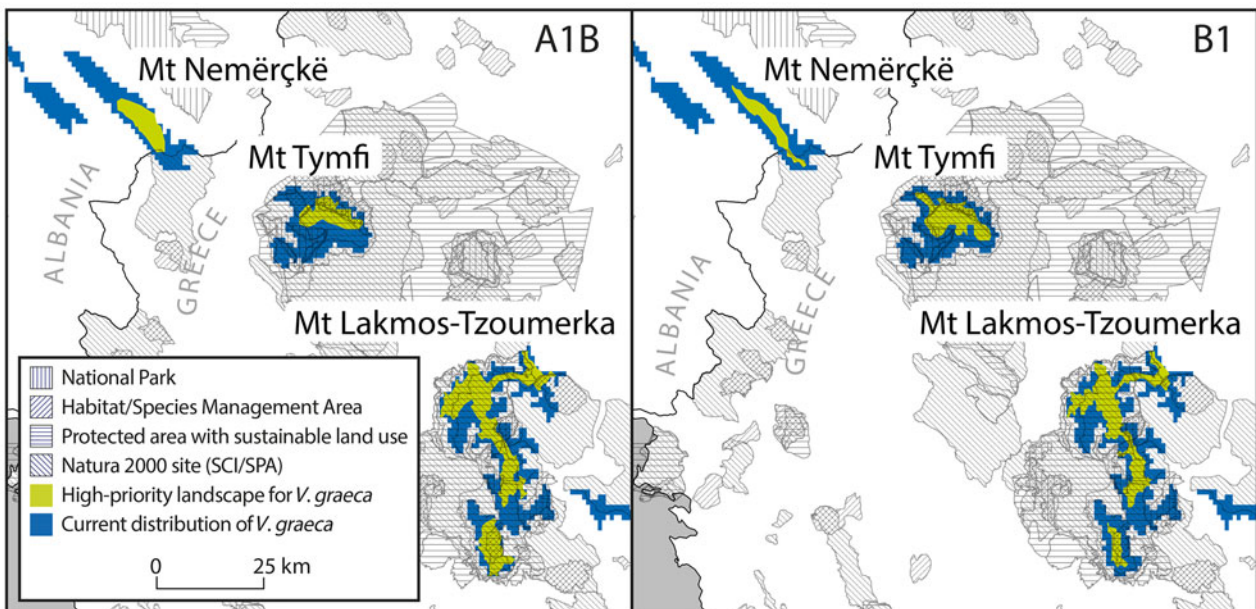 A1B
Mt Nemërçkë
Mt Tymfi
ALBANIA
GREECE
Mt Lakmos-Tzoumerka
National Park
Habitat/Species Management Area
Protected area with sustainable land use
Natura 2000 site (SCI/SPA)
High-priority landscape for V. graeca
Current distribution of V. graeca
0 25 km
B1
Mt Nemërçkë
Mt Tymfi
ALBANIA
GREECE
Mt Lakmos-Tzoumerka